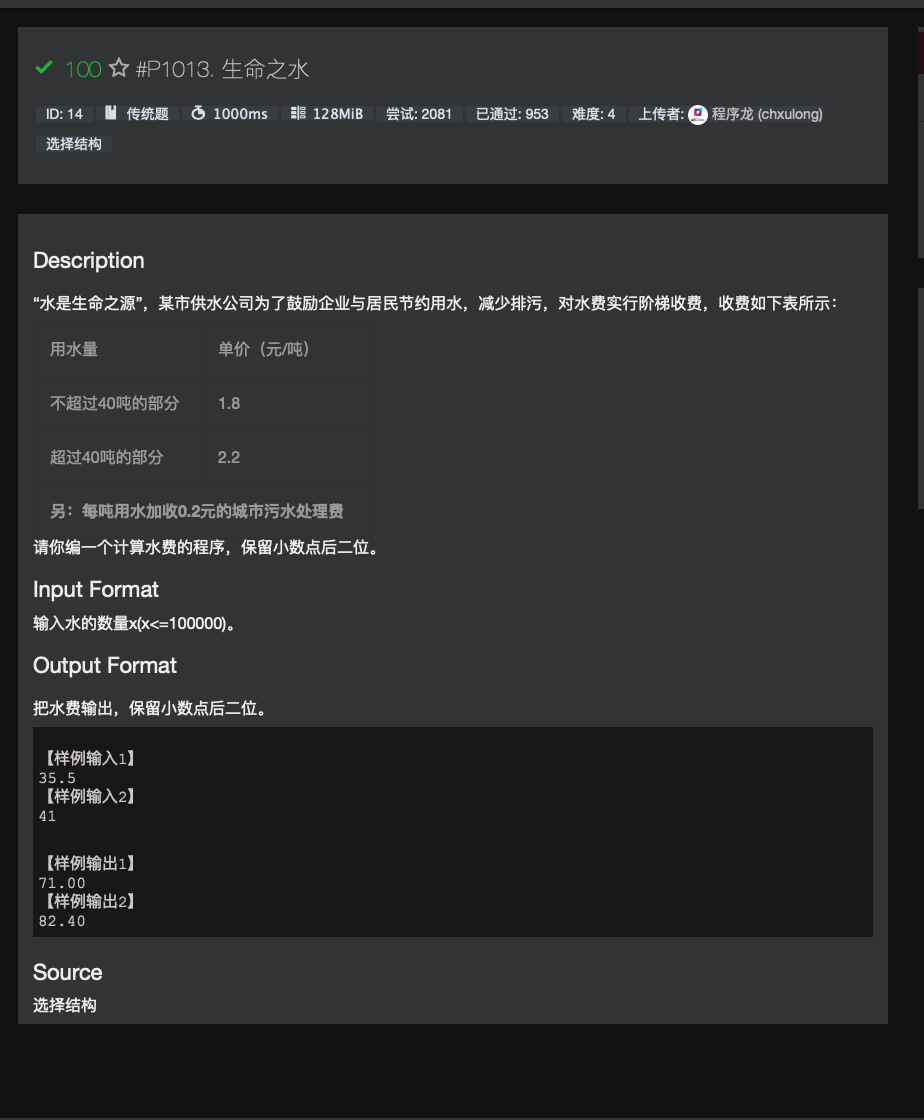 100 #P1013. 生命之水
ID: 14 传统题 1000ms 128MiB 尝试: 2081 已通过: 953 难度: 4 上传者: 程序龙 (chxulong)
选择结构
Description
“水是生命之源”，某市供水公司为了鼓励企业与居民节约用水，减少排污，对水费实行阶梯收费，收费如下表所示：
用水量 单价（元/吨）
不超过40吨的部分 1.8
超过40吨的部分 2.2
另：每吨用水加收0.2元的城市污水处理费
请你编一个计算水费的程序，保留小数点后二位。
Input Format
输入水的数量x(x<=100000)。
Output Format
把水费输出，保留小数点后二位。
【样例输入1】
35.5
【样例输入2】
41
【样例输出1】
71.00
【样例输出2】
82.40
Source
选择结构